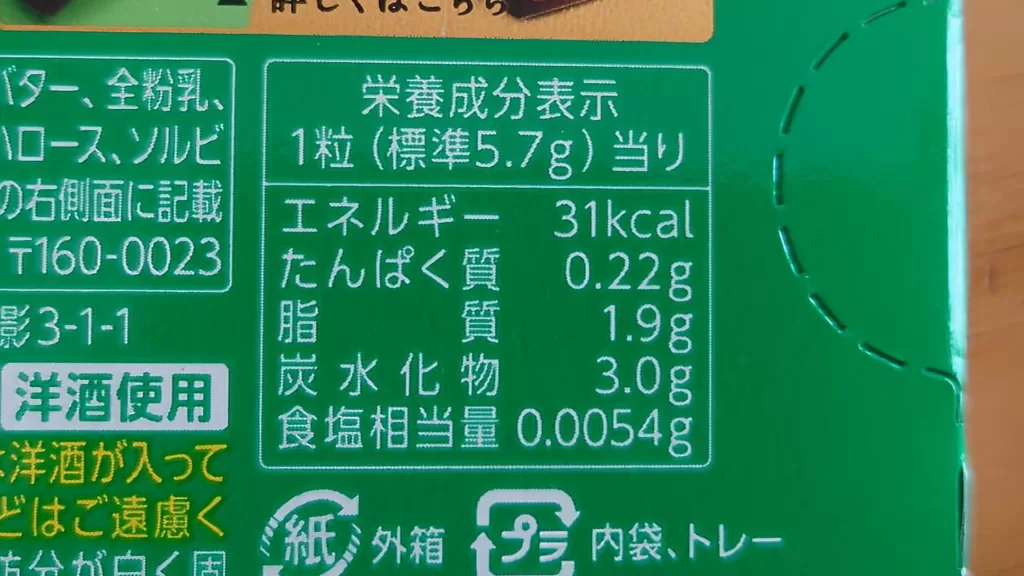 詳しくはこちら
バター、全粉乳、
ハロース、ソルビ
の右側面に記載
〒160-0023
影3-1-1
洋酒使用
洋酒が入って
どはご遠慮く
分が白く固
栄養成分表示
1粒(標準5.7g)当り
エネルギー 31kcal
たんぱく質 0.22g
脂質 1.9g
炭水化物 3.0g
食塩相当量 0.0054g
紙 外箱
プラ 内袋、トレー